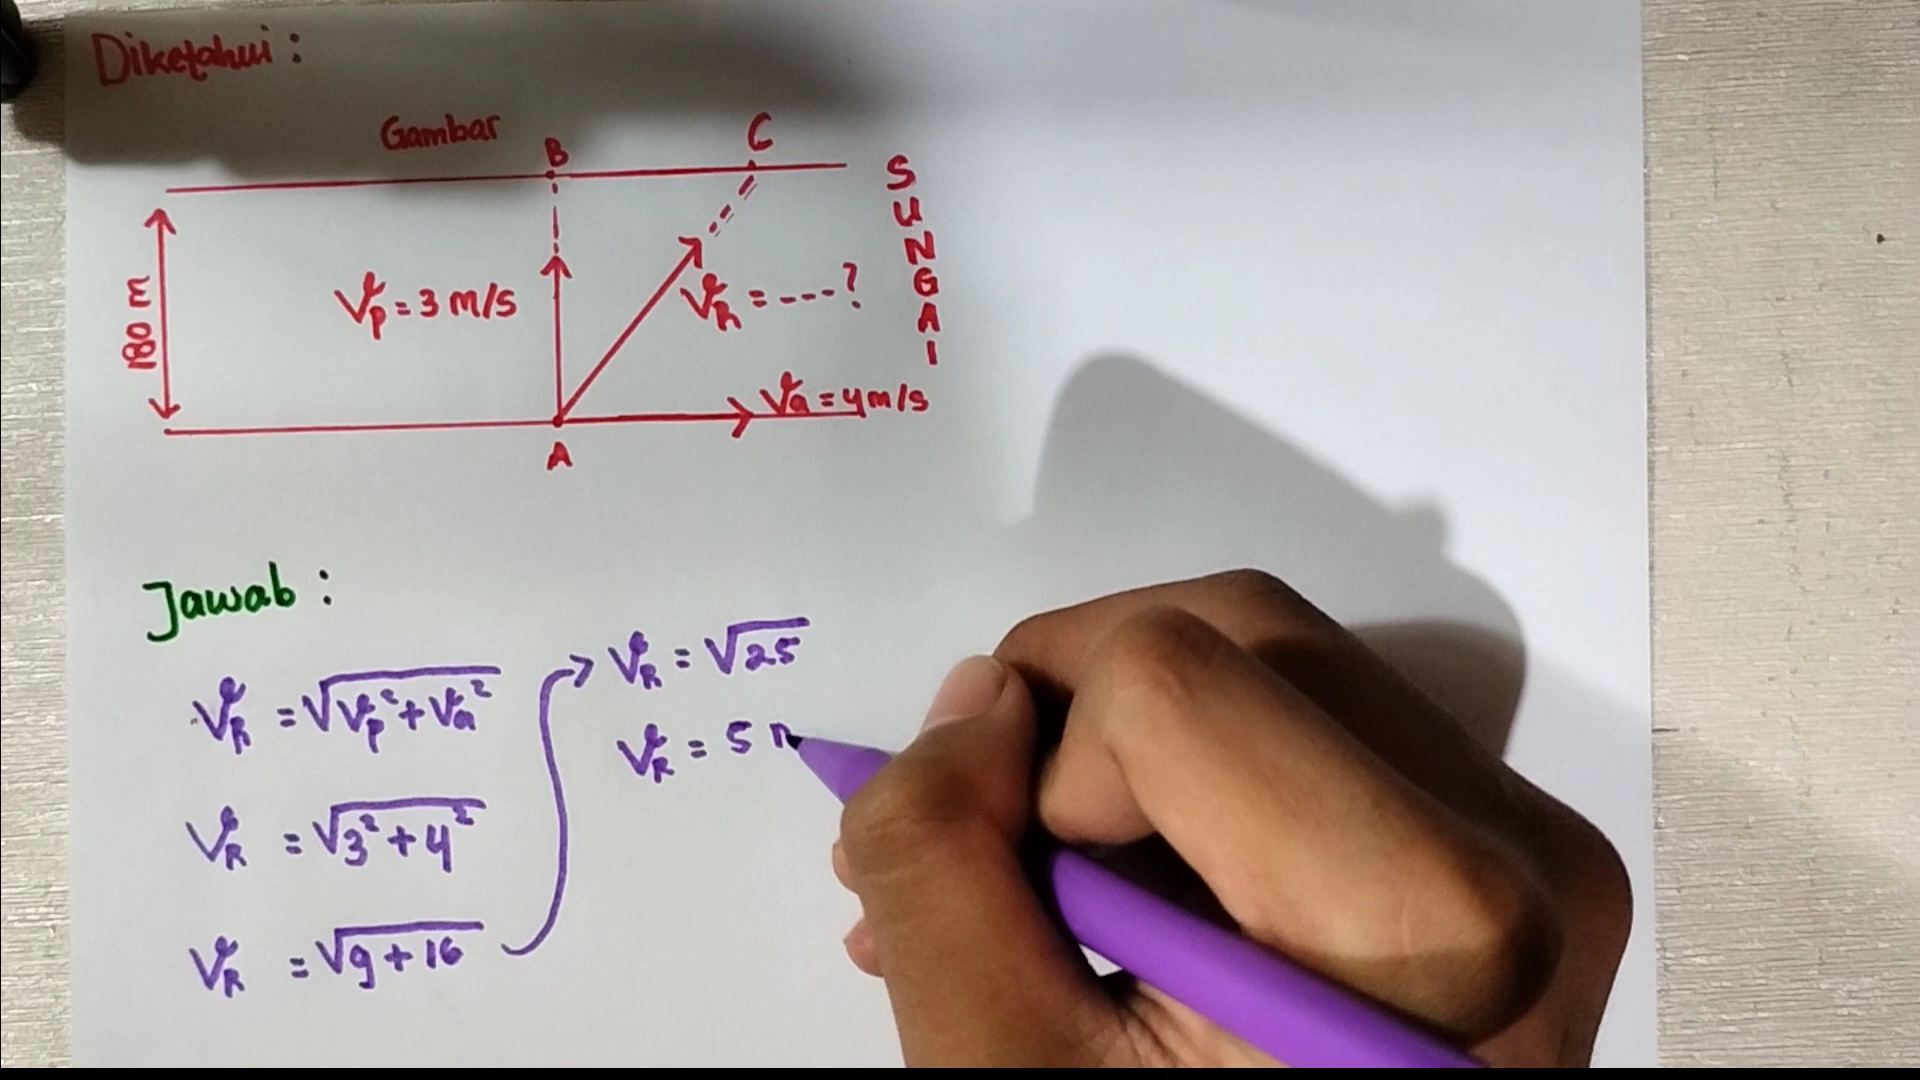 Diketahui :
Gambar
B
C
SUNGAI
180 m
Vp = 3 m/s
VR = ----?
Va = 4 m/s
A
Jawab :
VR = √Vp² + Va²
VR = √3² + 4²
VR = √9 + 16
VR = √25
VR = 5